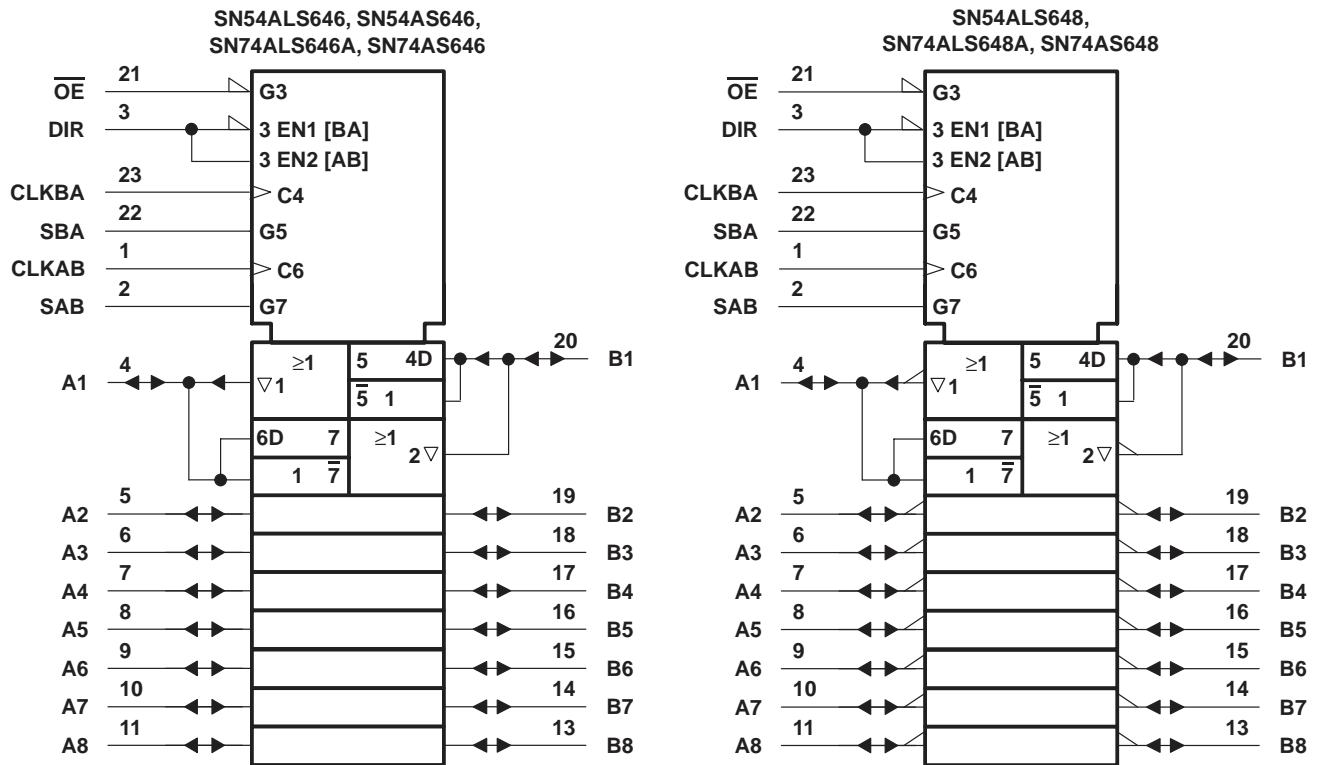 SN54ALS646, SN54AS646,
SN74ALS646A, SN74AS646
OE 21 G3
DIR 3 3 EN1 [BA]
3 EN2 [AB]
CLKBA 23 C4
SBA 22 G5
CLKAB 1 C6
SAB 2 G7
A1 4 ▽1 ≥1 5 4D 20 B1
5 1
6D 7 ≥1 2▽
1 7
A2 5 19 B2
A3 6 18 B3
A4 7 17 B4
A5 8 16 B5
A6 9 15 B6
A7 10 14 B7
A8 11 13 B8
SN54ALS648,
SN74ALS648A, SN74AS648
OE 21 G3
DIR 3 3 EN1 [BA]
3 EN2 [AB]
CLKBA 23 C4
SBA 22 G5
CLKAB 1 C6
SAB 2 G7
A1 4 ▽1 ≥1 5 4D 20 B1
5 1
6D 7 ≥1 2▽
1 7
A2 5 19 B2
A3 6 18 B3
A4 7 17 B4
A5 8 16 B5
A6 9 15 B6
A7 10 14 B7
A8 11 13 B8